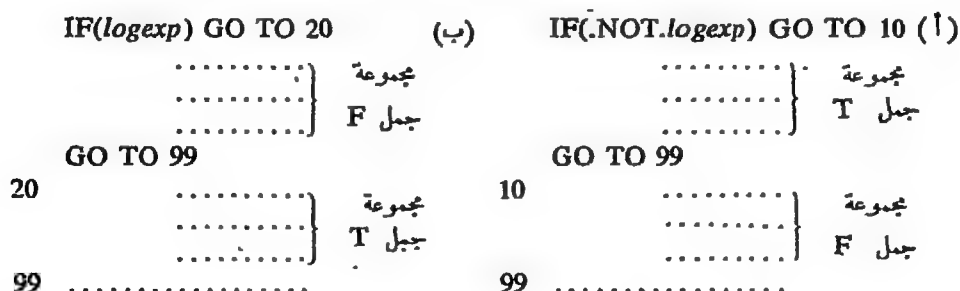 (أ) IF(.NOT.logexp) GO TO 10
.......... مجموعة
.......... جمل T
..........
GO TO 99
10 .......... مجموعة
.......... جمل F
..........
99 ..................
(ب) IF(logexp) GO TO 20
.......... مجموعة
.......... جمل F
..........
GO TO 99
20 .......... مجموعة
.......... جمل T
..........
99 ..................